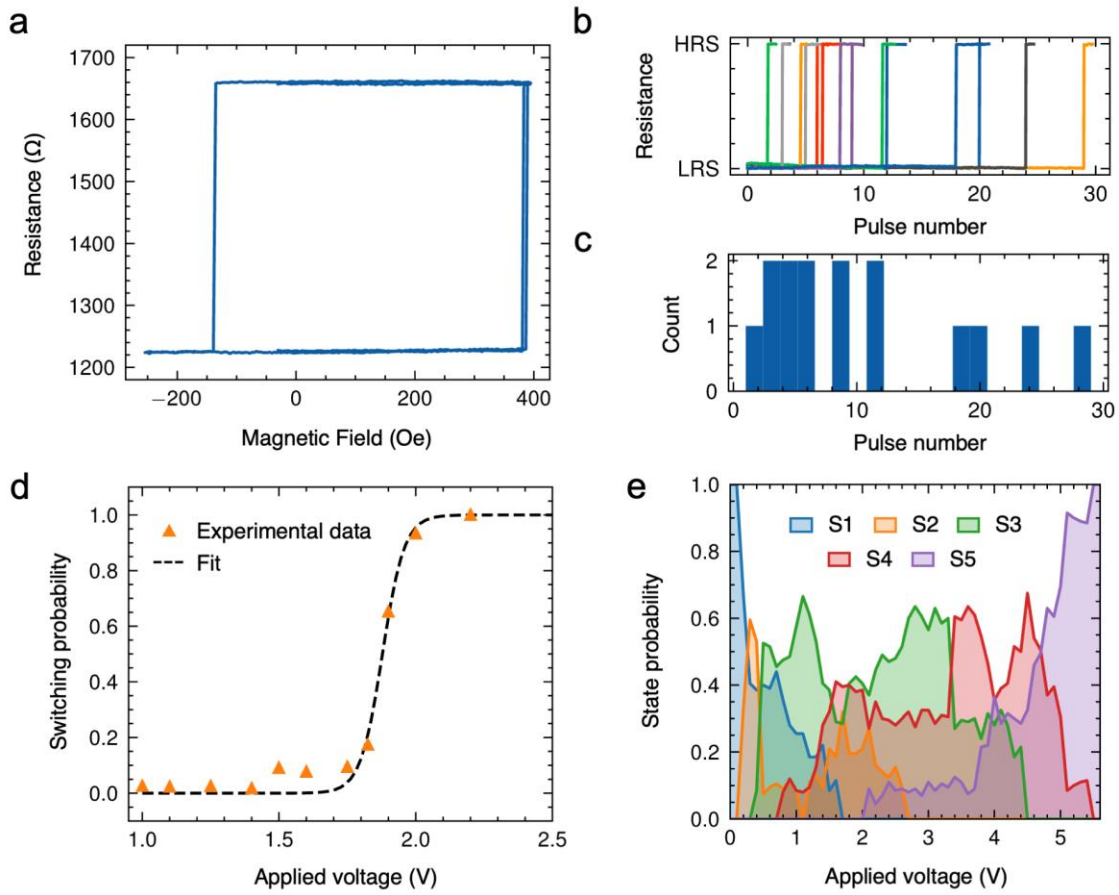 a
1700
1600
1500
1400
1300
1200
Resistance (Ω)
−200 0 200 400
Magnetic Field (Oe)
b
HRS
LRS
Resistance
0 10 20 30
Pulse number
c
2
1
0
Count
0 10 20 30
Pulse number
d
1.0
0.8
0.6
0.4
0.2
0.0
Switching probability
Experimental data
Fit
1.0 1.5 2.0 2.5
Applied voltage (V)
e
1.0
0.8
0.6
0.4
0.2
0.0
State probability
S1 S2 S3
S4 S5
0 1 2 3 4 5
Applied voltage (V)